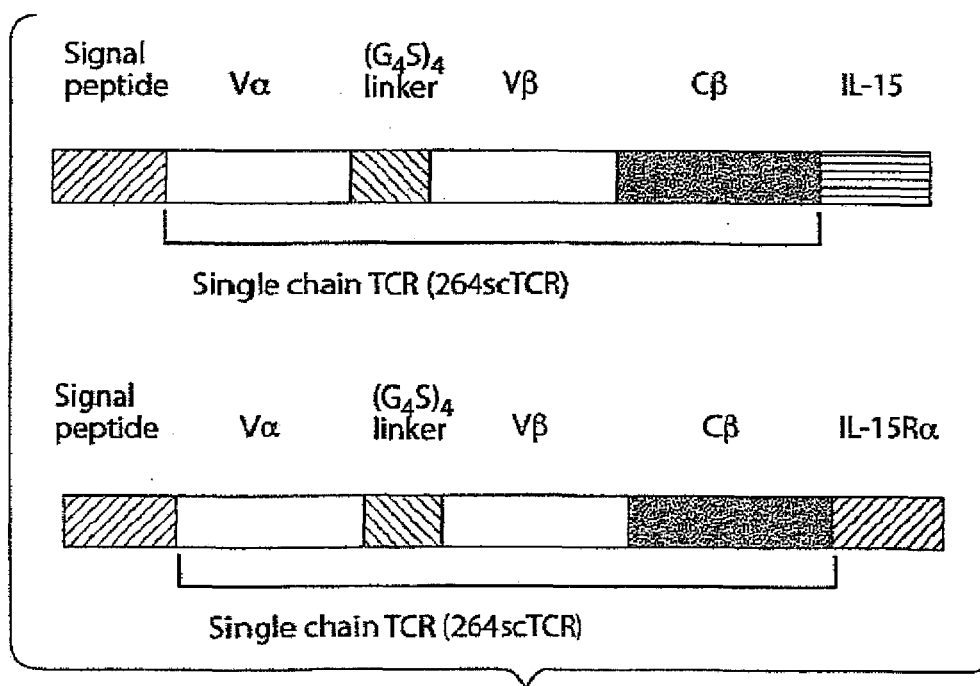 Signal
peptide
Vα
(G₄S)₄
linker
Vβ
Cβ
IL-15
Single chain TCR (264scTCR)
Signal
peptide
Vα
(G₄S)₄
linker
Vβ
Cβ
IL-15Rα
Single chain TCR (264scTCR)